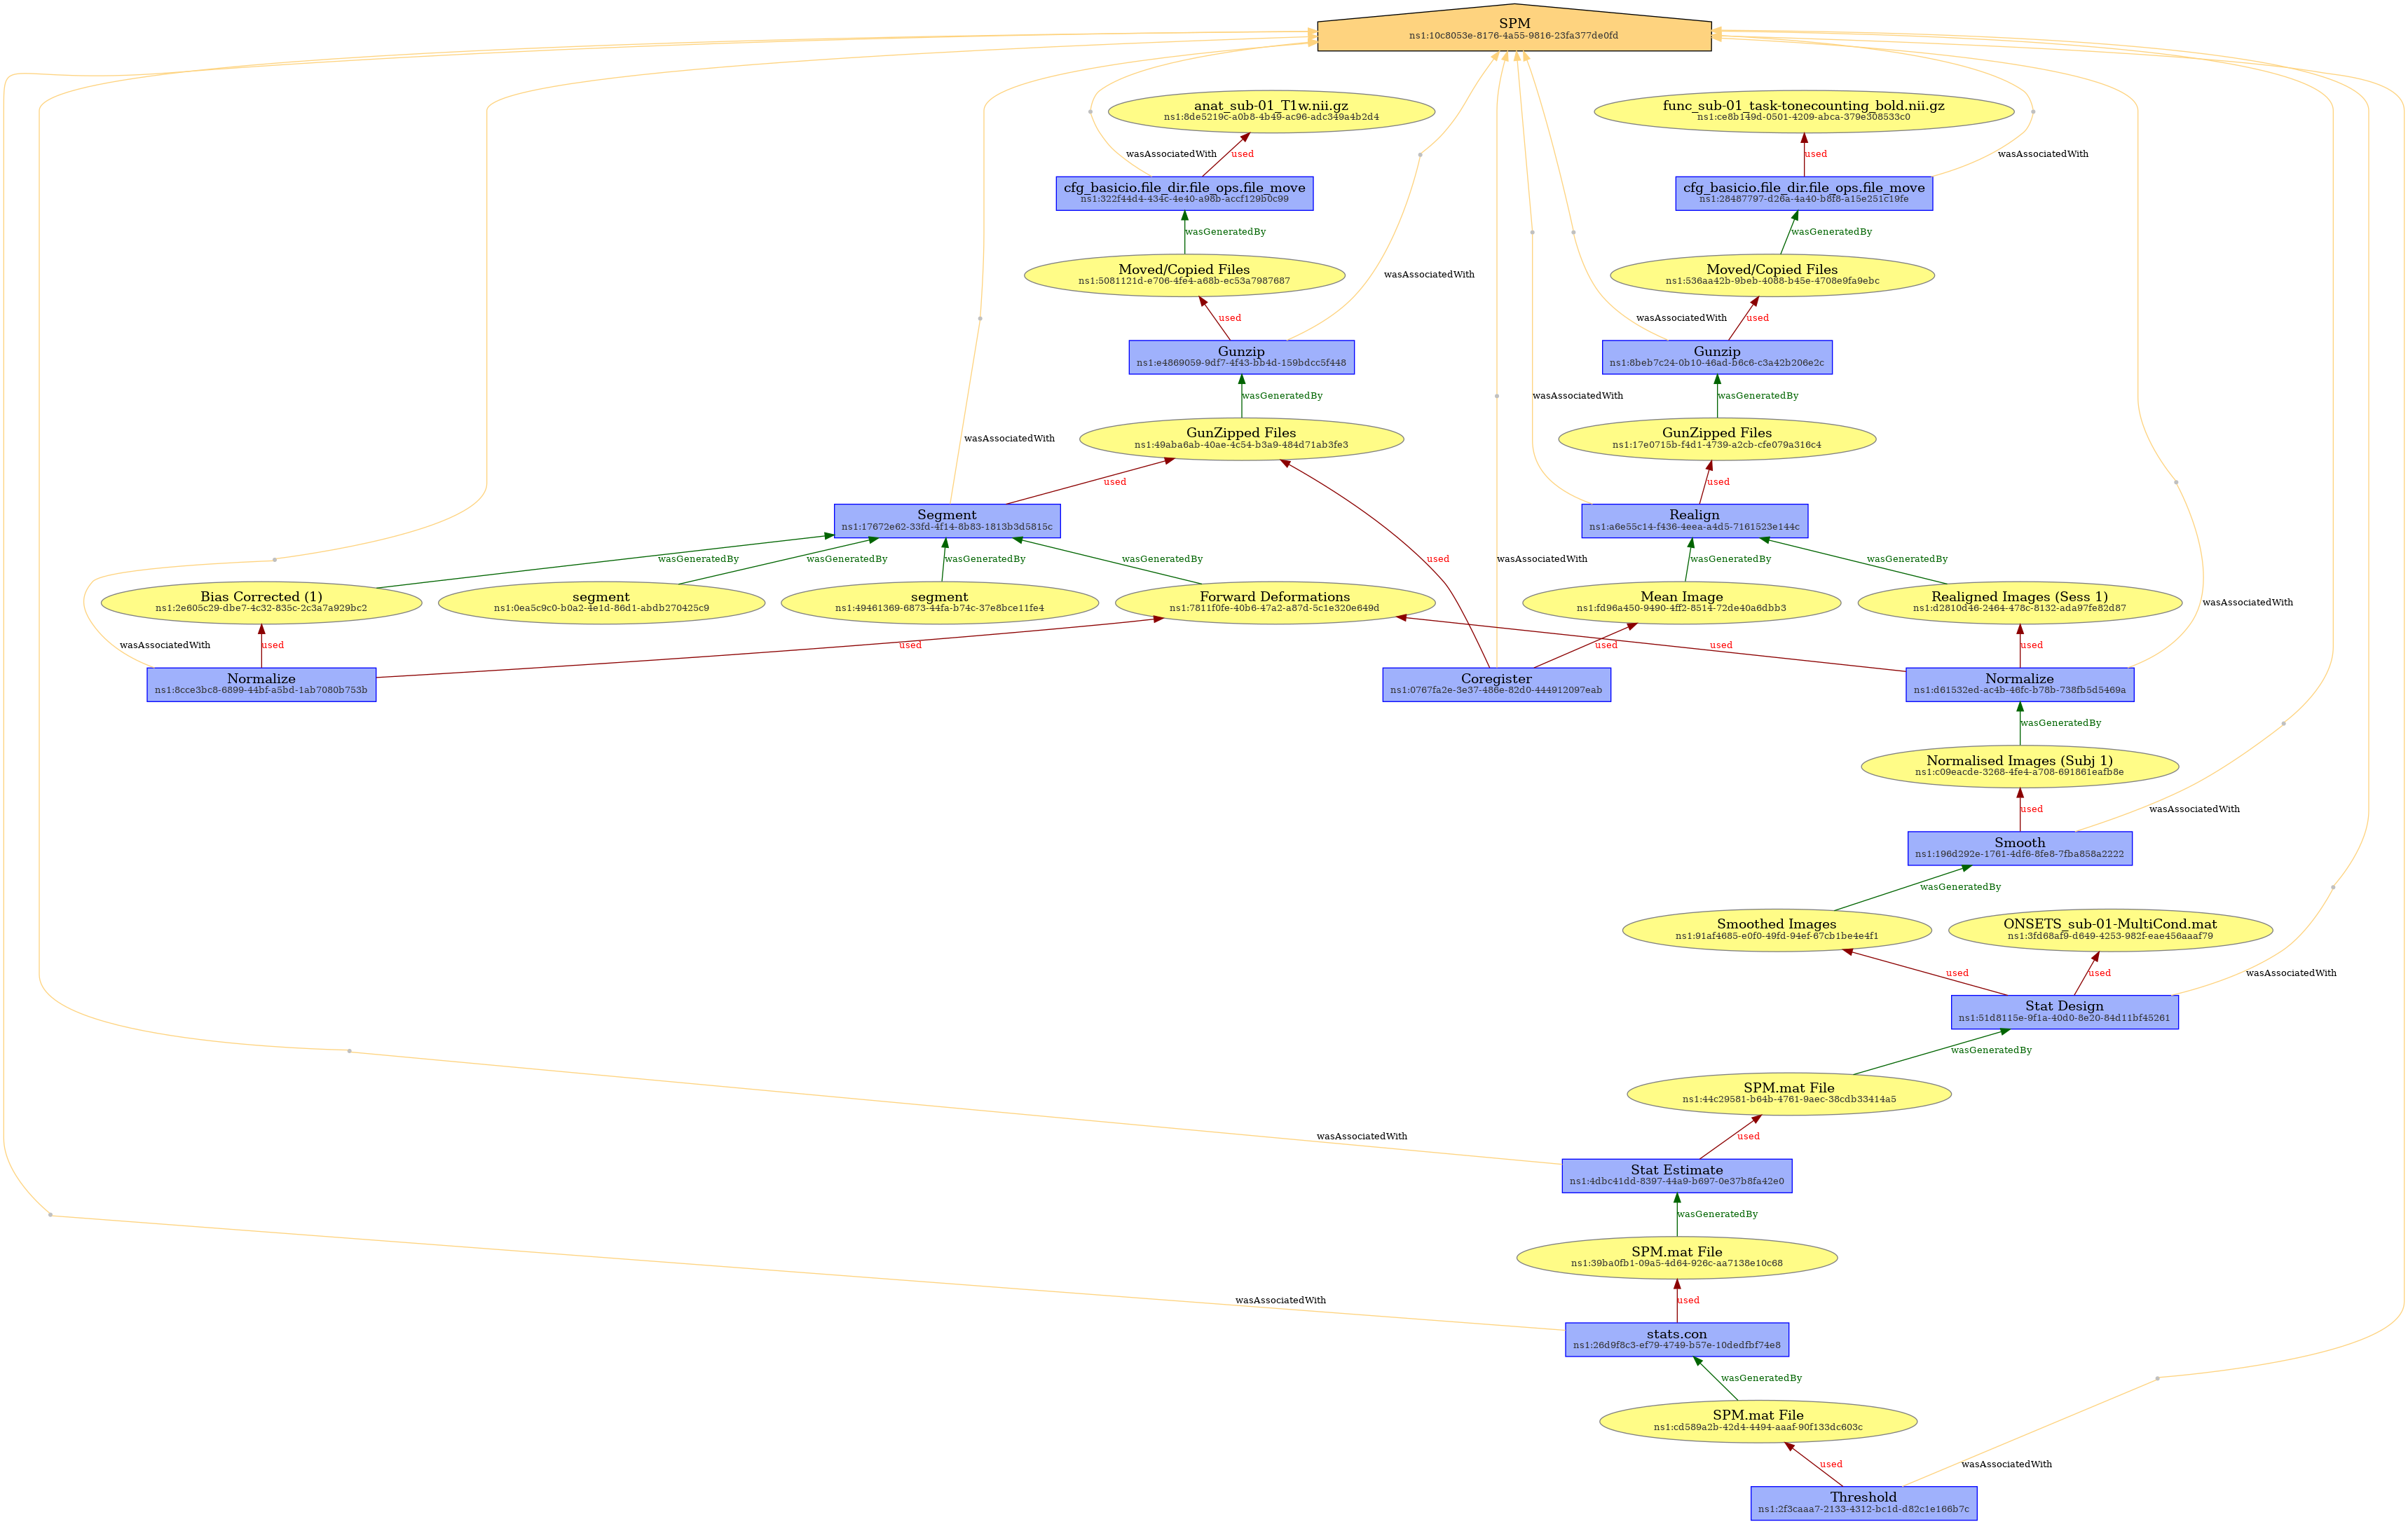 SPM
ns1:10c8053e-8176-4a55-9816-23fa377de0fd
anat_sub-01_T1w.nii.gz
ns1:8de5219c-a0b8-4b49-ac96-adc349a4b2d4
func_sub-01_task-tonecounting_bold.nii.gz
ns1:ce8b149d-0501-4209-abca-379e308533c0
wasAssociatedWith
used
used
wasAssociatedWith
cfg_basicio.file_dir.file_ops.file_move
ns1:322f44d4-434c-4e40-a98b-accf129b0c99
cfg_basicio.file_dir.file_ops.file_move
ns1:28487797-d26a-4a40-b8f8-a15e251c19fe
wasGeneratedBy
wasGeneratedBy
Moved/Copied Files
ns1:5081121d-e706-4fe4-a68b-ec53a7987687
wasAssociatedWith
Moved/Copied Files
ns1:536aa42b-9beb-4088-b45e-4708e9fa9ebc
used
wasAssociatedWith
used
Gunzip
ns1:e4869059-9df7-4f43-bb4d-159bdcc5f448
Gunzip
ns1:8beb7c24-0b10-46ad-b6c6-c3a42b206e2c
wasGeneratedBy
wasAssociatedWith
wasGeneratedBy
wasAssociatedWith
GunZipped Files
ns1:49aba6ab-40ae-4c54-b3a9-484d71ab3fe3
GunZipped Files
ns1:17e0715b-f4d1-4739-a2cb-cfe079a316c4
used
used
Segment
ns1:17672e62-33fd-4f14-8b83-1813b3d5815c
Realign
ns1:a6e55c14-f436-4eea-a4d5-7161523e144c
wasGeneratedBy
wasGeneratedBy
wasGeneratedBy
wasGeneratedBy
used
wasAssociatedWith
wasGeneratedBy
wasGeneratedBy
Bias Corrected (1)
ns1:2e605c29-dbe7-4c32-835c-2c3a7a929bc2
segment
ns1:0ea5c9c0-b0a2-4e1d-86d1-abdb270425c9
segment
ns1:49461369-6873-44fa-b74c-37e8bce11fe4
Forward Deformations
ns1:7811f0fe-40b6-47a2-a87d-5c1e320e649d
Mean Image
ns1:fd96a450-9490-4ff2-8514-72de40a6dbb3
Realigned Images (Sess 1)
ns1:d2810d46-2464-478c-8132-ada97fe82d87
wasAssociatedWith
wasAssociatedWith
used
used
used
used
used
Normalize
ns1:8cce3bc8-6899-44bf-a5bd-1ab7080b753b
Coregister
ns1:0767fa2e-3e37-486e-82d0-444912097eab
Normalize
ns1:d61532ed-ac4b-46fc-b78b-738fb5d5469a
wasGeneratedBy
Normalised Images (Subj 1)
ns1:c09eacde-3268-4fe4-a708-691861eafb8e
used
wasAssociatedWith
Smooth
ns1:196d292e-1761-4df6-8fe8-7fba858a2222
wasGeneratedBy
Smoothed Images
ns1:91af4685-e0f0-49fd-94ef-67cb1be4e4f1
ONSETS_sub-01-MultiCond.mat
ns1:3fd68af9-d649-4253-982f-eae456aaaf79
used
used
wasAssociatedWith
Stat Design
ns1:51d8115e-9f1a-40d0-8e20-84d11bf45261
wasGeneratedBy
SPM.mat File
ns1:44c29581-b64b-4761-9aec-38cdb33414a5
wasAssociatedWith
used
Stat Estimate
ns1:4dbc41dd-8397-44a9-b697-0e37b8fa42e0
wasGeneratedBy
SPM.mat File
ns1:39ba0fb1-09a5-4d64-926c-aa7138e10c68
wasAssociatedWith
used
stats.con
ns1:26d9f8c3-ef79-4749-b57e-10dedfbf74e8
wasGeneratedBy
SPM.mat File
ns1:cd589a2b-42d4-4494-aaaf-90f133dc603c
used
wasAssociatedWith
Threshold
ns1:2f3caaa7-2133-4312-bc1d-d82c1e166b7c